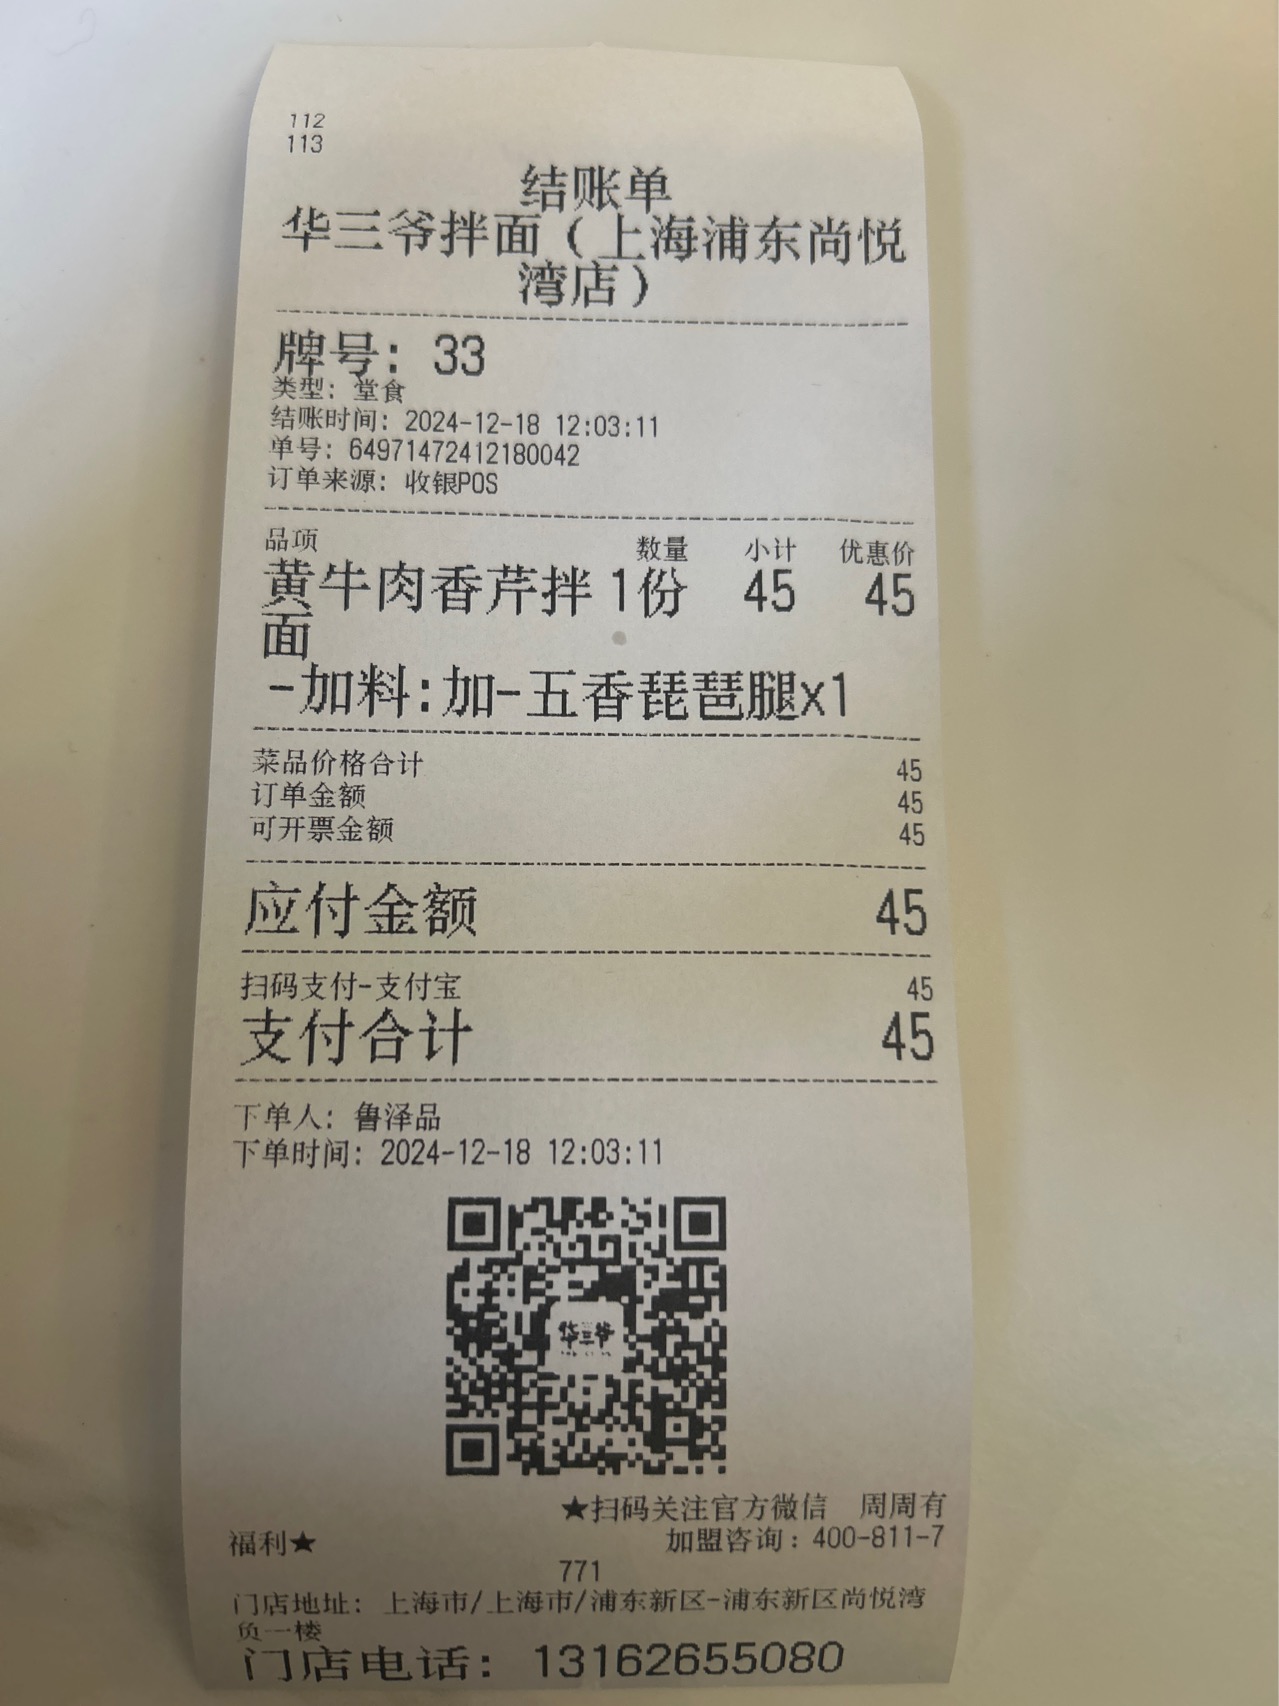 112
113
结账单
华三爷拌面（上海浦东尚悦
湾店）
牌号：33
类型：堂食
结账时间：2024-12-18 12:03:11
单号：64971472412180042
订单来源：收银POS
品项 数量 小计 优惠价
黄牛肉香芹拌 1份 45 45
面
-加料:加-五香琵琶腿x1
菜品价格合计 45
订单金额 45
可开票金额 45
应付金额 45
扫码支付-支付宝 45
支付合计 45
下单人：鲁泽品
下单时间：2024-12-18 12:03:11
华三爷
★扫码关注官方微信 周周有
福利★ 加盟咨询：400-811-7
771
门店地址：上海市/上海市/浦东新区-浦东新区尚悦湾
负一楼
门店电话：13162655080